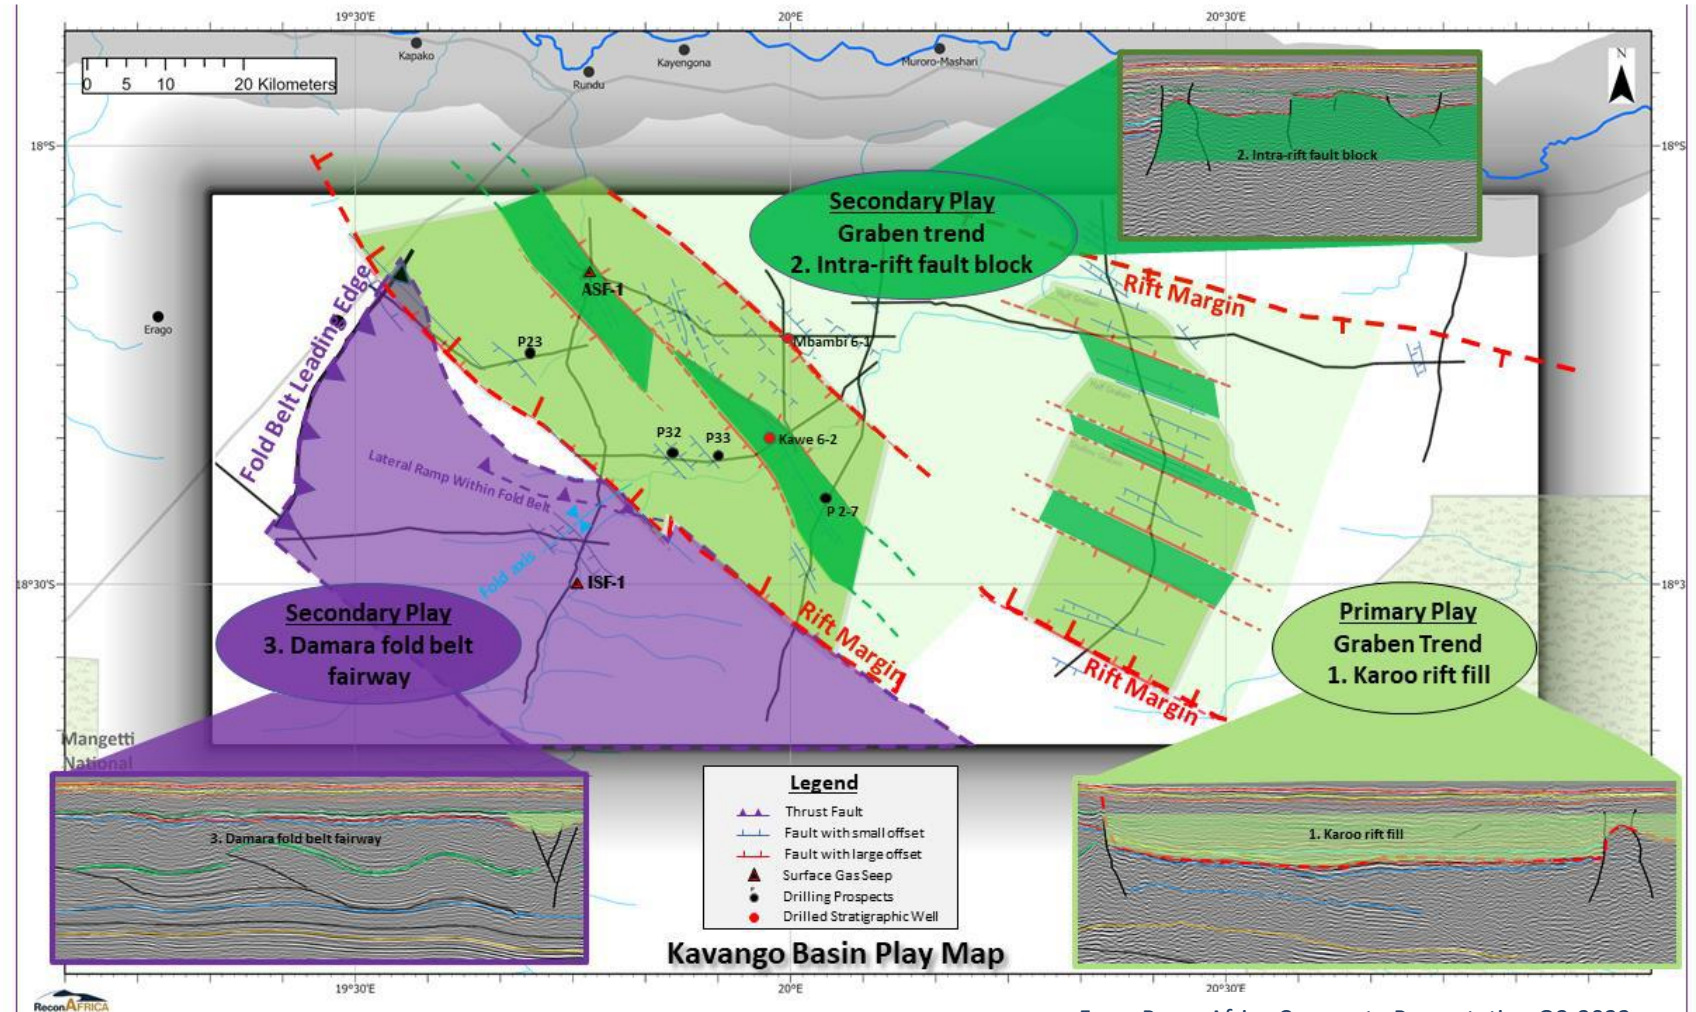 19°30'E
20°E
20°30'E
Kapako
Kayengona
Muroro-Mashari
Rundu
0 5 10 20 Kilometers
N
18°S
18°S
2. Intra-rift fault block
Secondary Play
Graben trend
2. Intra-rift fault block
Rift Margin
Fold Belt Leading Edge
ASF-1
Erago
P23
Mbambi 6-1
P32
P33
Kawe 6-2
Lateral Ramp Within Fold Belt
P 2-7
Fold axis
ISF-1
18°30'S
18°3
Secondary Play
3. Damara fold belt
fairway
Rift Margin
Rift Margin
Primary Play
Graben Trend
1. Karoo rift fill
Mangetti
National
3. Damara fold belt fairway
Legend
Thrust Fault
Fault with small offset
Fault with large offset
Surface Gas Seep
Drilling Prospects
Drilled Stratigraphic Well
1. Karoo rift fill
Kavango Basin Play Map
19°30'E
20°E
20°30'E
ReconAFRICA